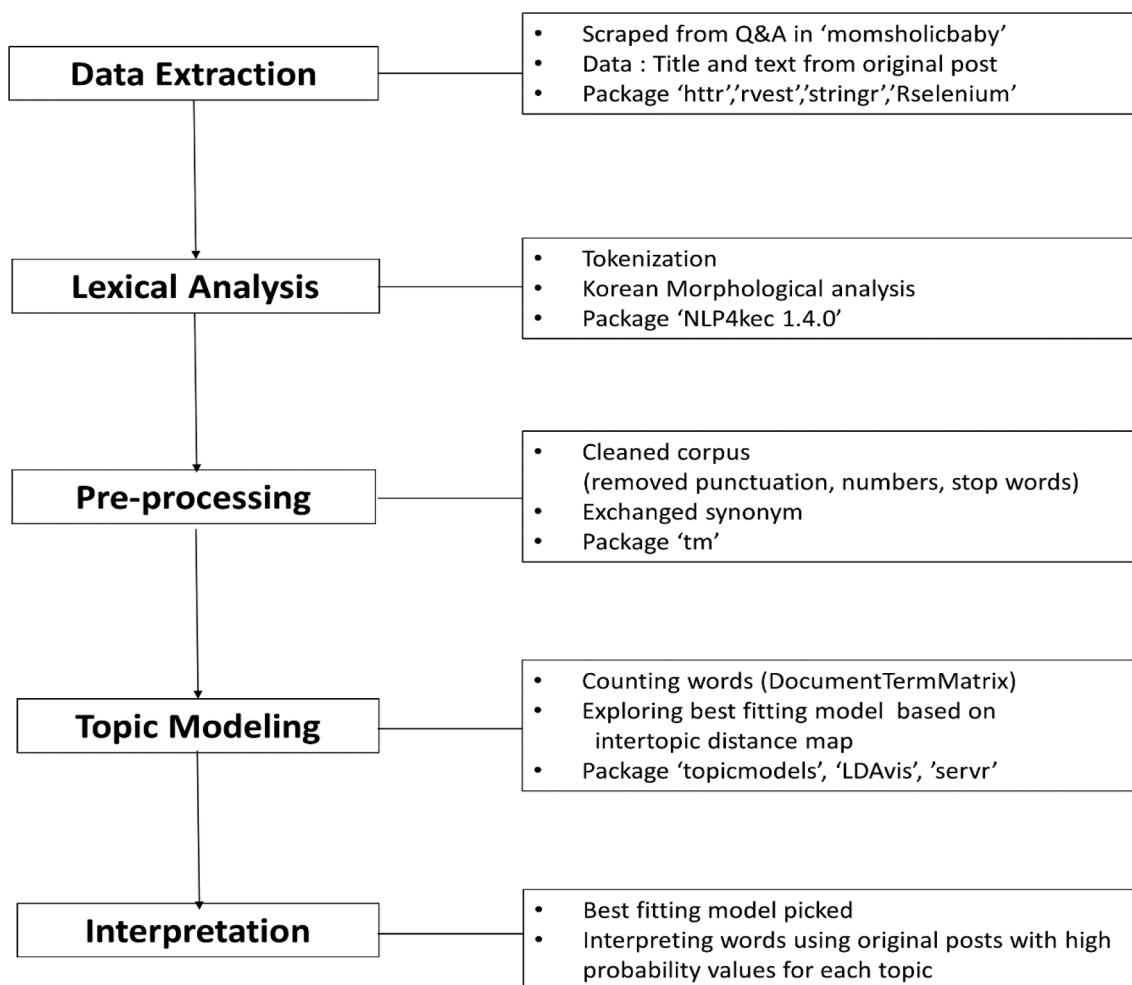 Data Extraction
• Scraped from Q&A in ‘momsholicbaby’
• Data : Title and text from original post
• Package ‘httr’,’rvest’,’stringr’,’Rselenium’
Lexical Analysis
• Tokenization
• Korean Morphological analysis
• Package ‘NLP4kec 1.4.0’
Pre-processing
• Cleaned corpus
(removed punctuation, numbers, stop words)
• Exchanged synonym
• Package ‘tm’
Topic Modeling
• Counting words (DocumentTermMatrix)
• Exploring best fitting model based on
intertopic distance map
• Package ‘topicmodels’, ‘LDAvis’, ’servr’
Interpretation
• Best fitting model picked
• Interpreting words using original posts with high
probability values for each topic